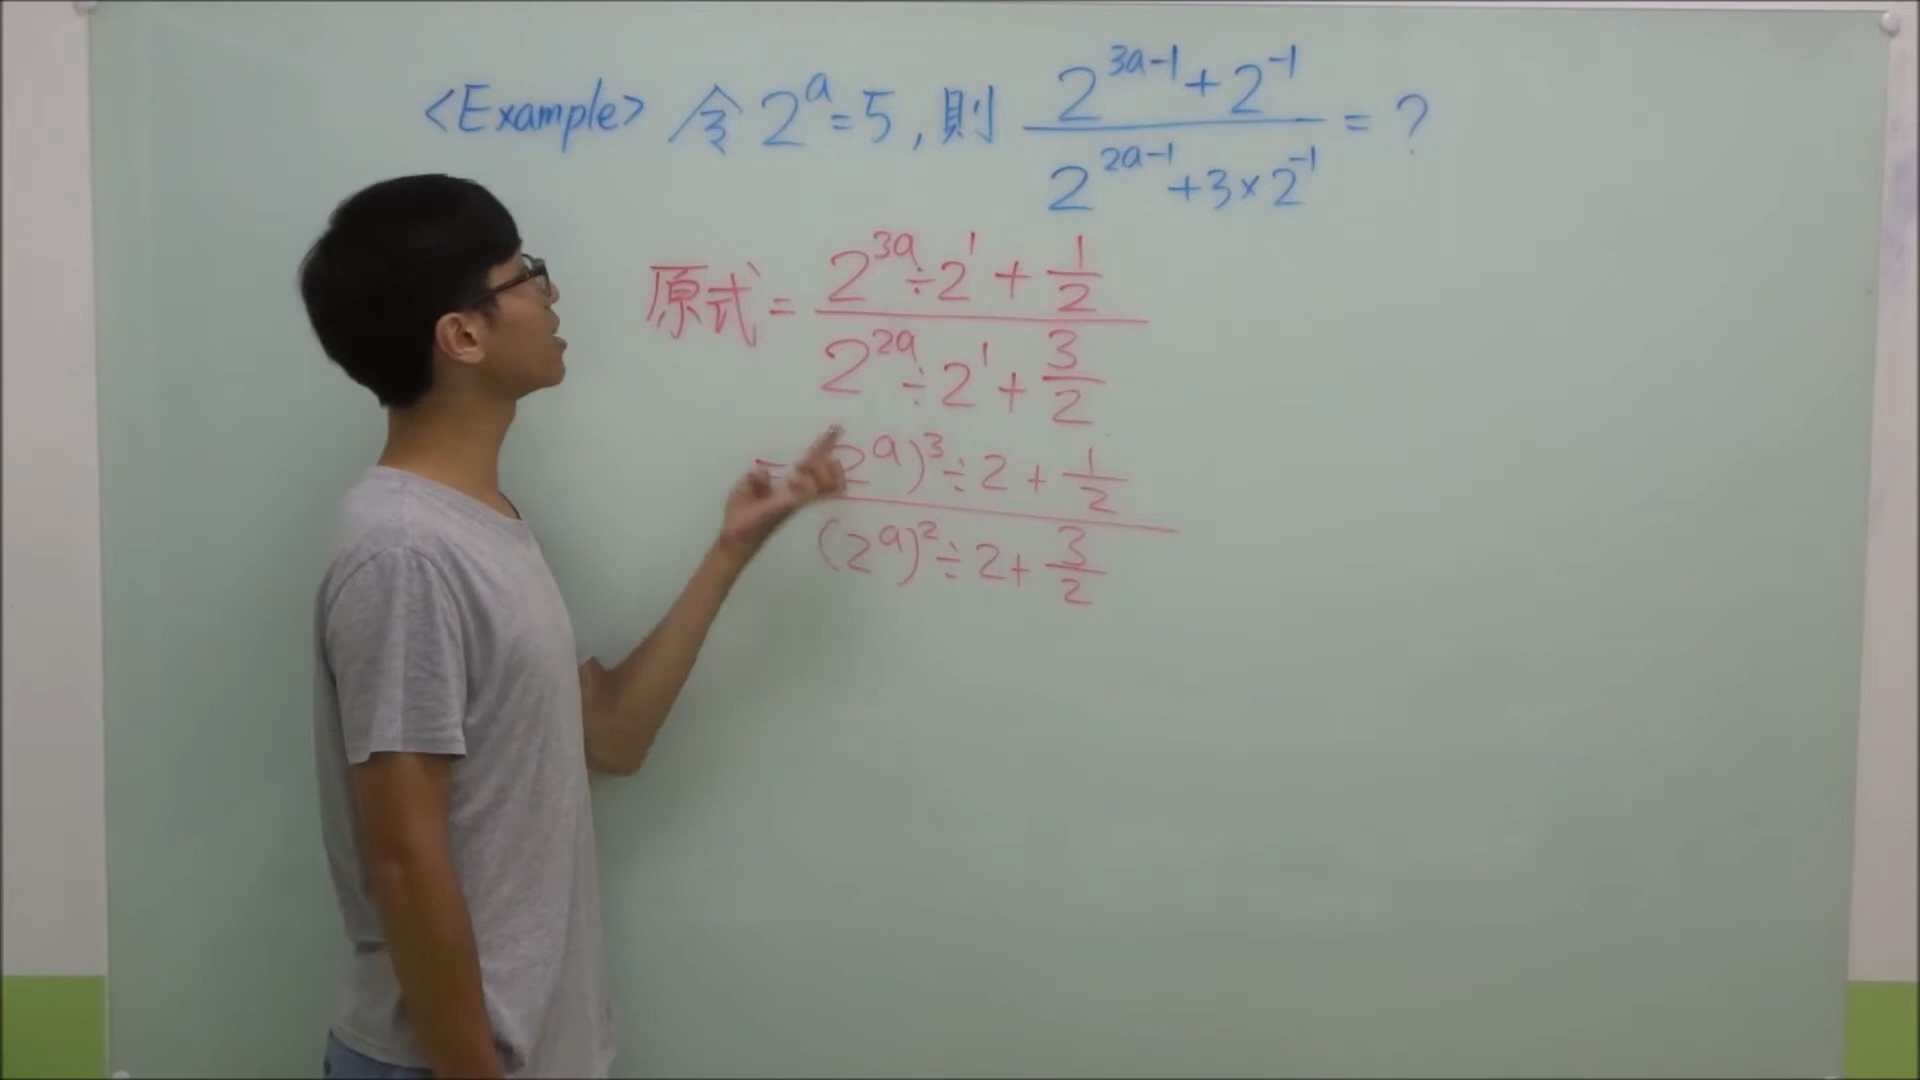 <Example> 令 2^a = 5 , 則 (2^(3a-1) + 2^(-1)) / (2^(2a-1) + 3 × 2^(-1)) = ?
原式 = (2^(3a) ÷ 2^1 + 1/2) / (2^(2a) ÷ 2^1 + 3/2)
= (2^a)^3 ÷ 2 + 1/2 / (2^a)^2 ÷ 2 + 3/2